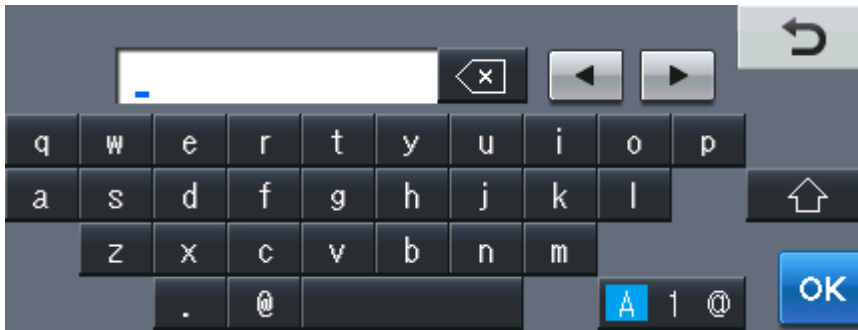 q w e r t y u i o p
a s d f g h j k l
z x c v b n m
. @ A 1 @
OK